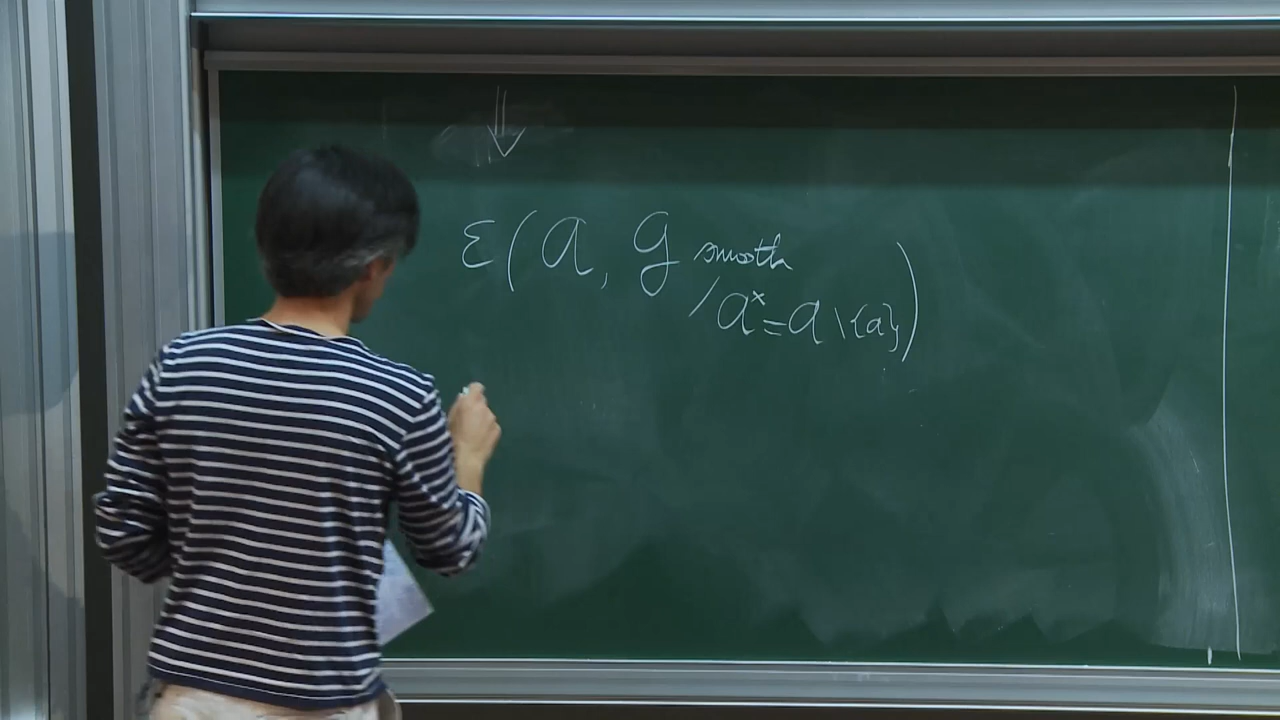 ⇓
ε(a, G smooth
/a^x = a \ {a})